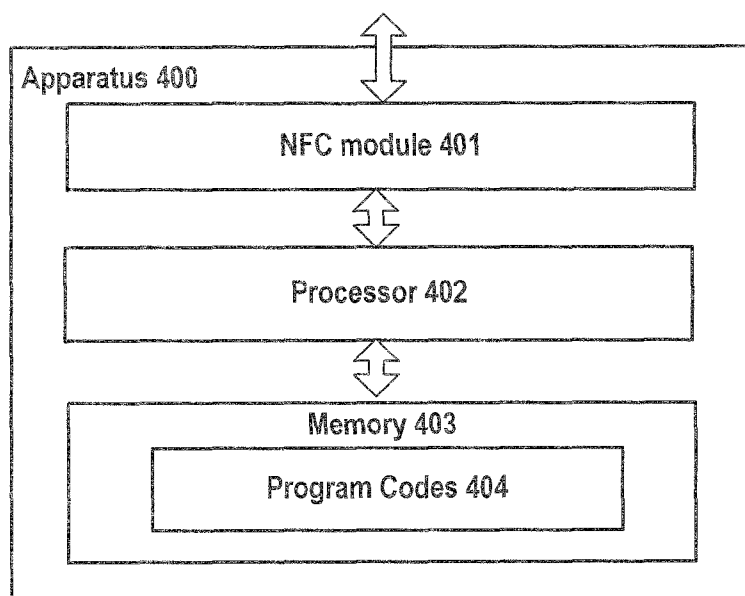 Apparatus 400
NFC module 401
Processor 402
Memory 403
Program Codes 404